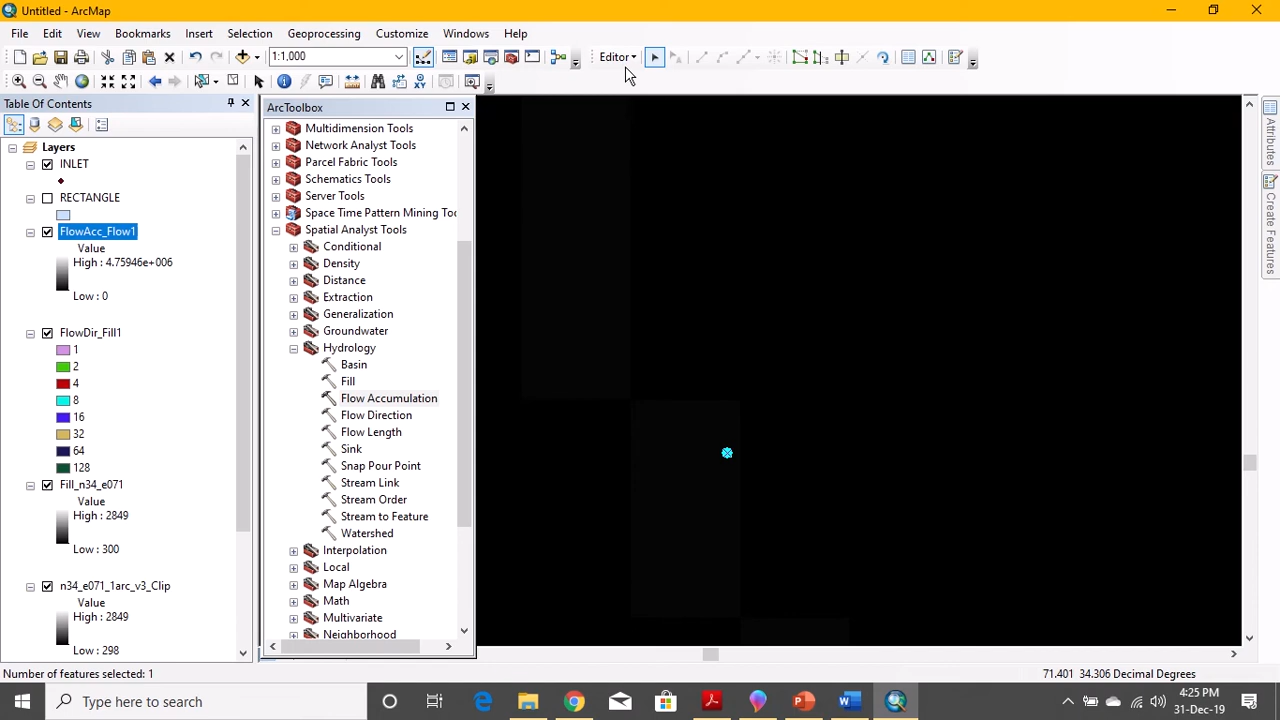 Untitled - ArcMap
File Edit View Bookmarks Insert Selection Geoprocessing Customize Windows Help
1:1,000 Editor
Table Of Contents
ArcToolbox
Layers
INLET
RECTANGLE
FlowAcc_Flow1
Value
High : 4.75946e+006
Low : 0
FlowDir_Fill1
1
2
4
8
16
32
64
128
Fill_n34_e071
Value
High : 2849
Low : 300
n34_e071_1arc_v3_Clip
Value
High : 2849
Low : 298
Multidimension Tools
Network Analyst Tools
Parcel Fabric Tools
Schematics Tools
Server Tools
Space Time Pattern Mining Too
Spatial Analyst Tools
Conditional
Density
Distance
Extraction
Generalization
Groundwater
Hydrology
Basin
Fill
Flow Accumulation
Flow Direction
Flow Length
Sink
Snap Pour Point
Stream Link
Stream Order
Stream to Feature
Watershed
Interpolation
Local
Map Algebra
Math
Multivariate
Neighborhood
Attributes
Create Features
Number of features selected: 1
71.401 34.306 Decimal Degrees
Type here to search
4:25 PM
31-Dec-19